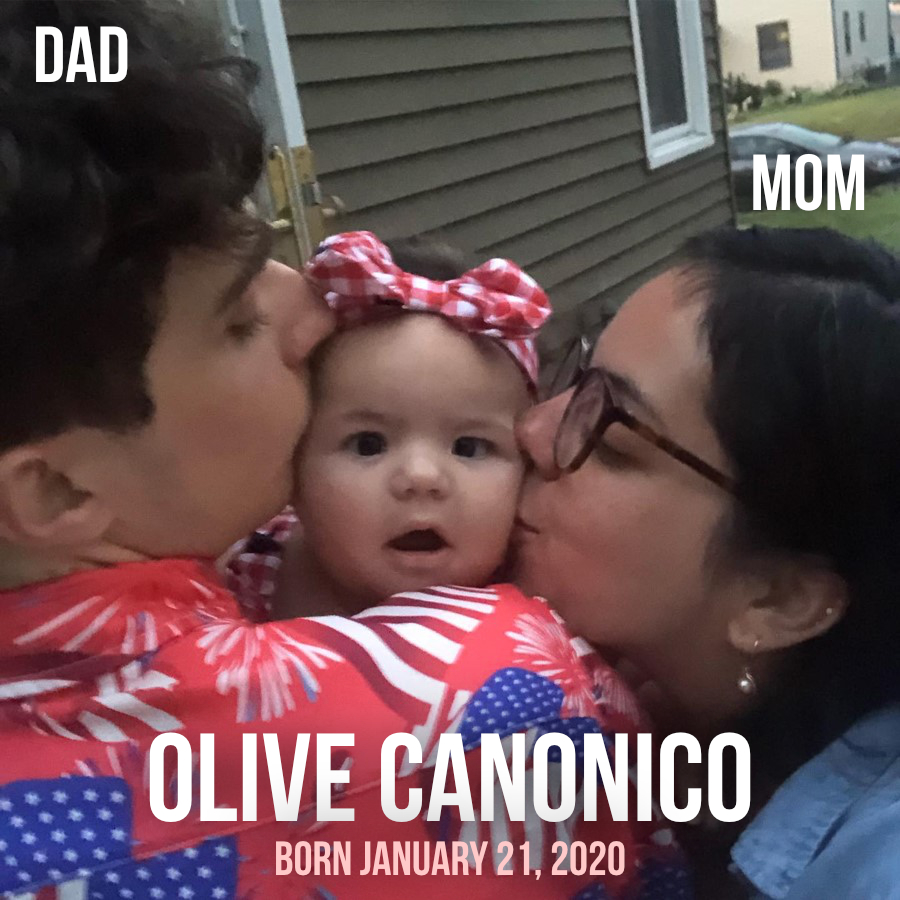 DAD
MOM
OLIVE CANONICO
BORN JANUARY 21, 2020